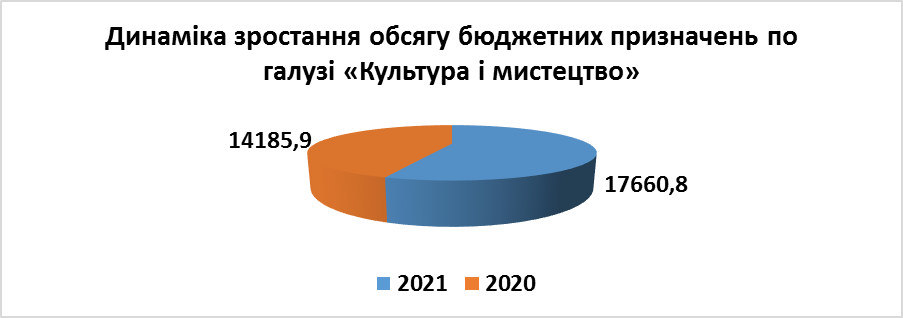 Динаміка зростання обсягу бюджетних призначень по
галузі «Культура і мистецтво»
14185,9
17660,8
2021 2020